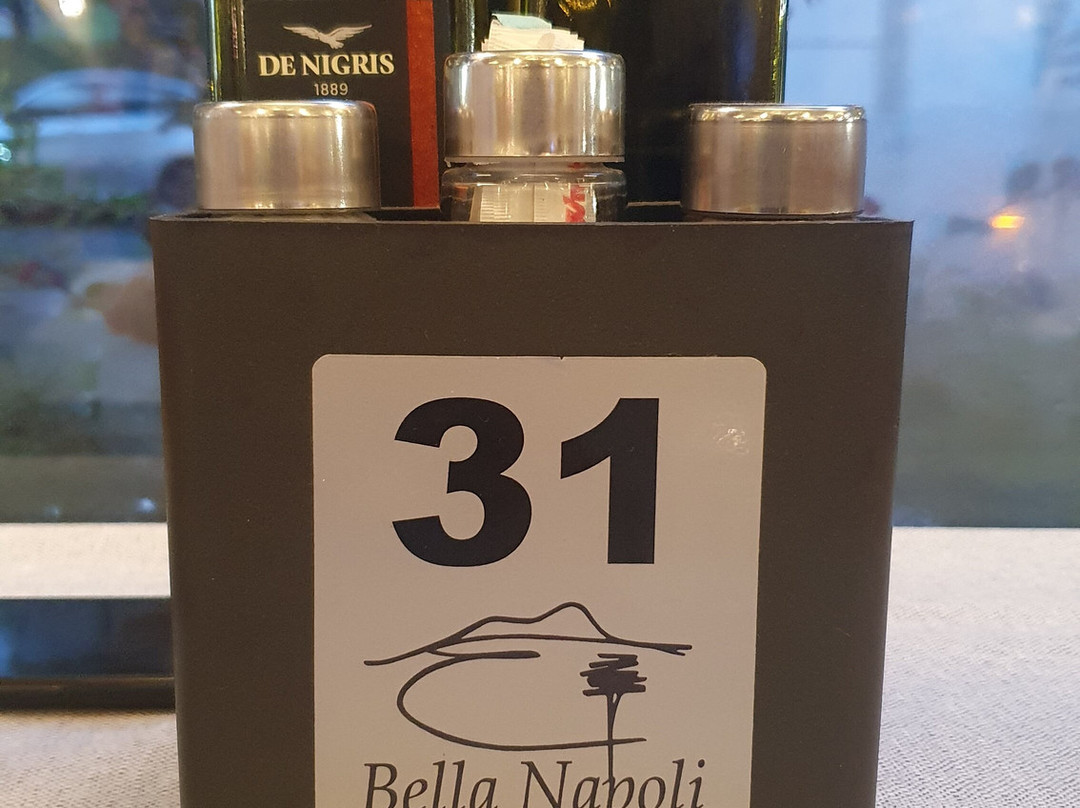 DE NIGRIS
1889
31
Bella Napoli